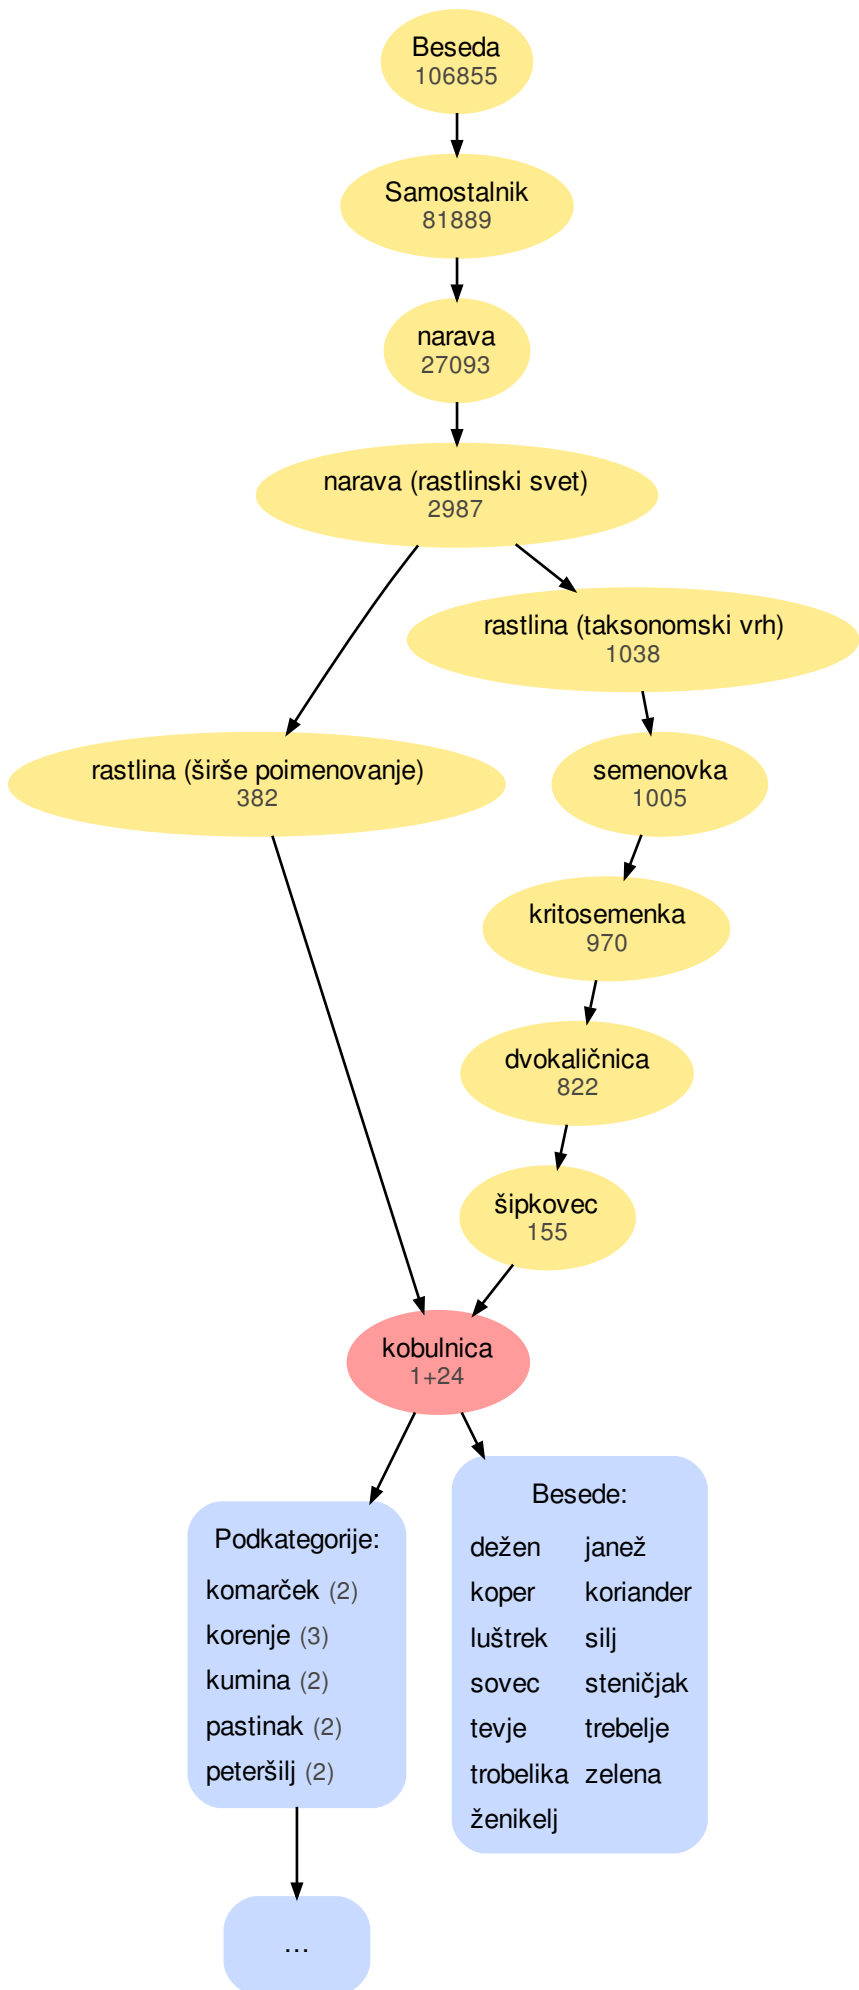 Beseda
106855
Samostalnik
81889
narava
27093
narava (rastlinski svet)
2987
rastlina (taksonomski vrh)
1038
rastlina (širše poimenovanje)
382
semenovka
1005
kritosemenka
970
dvokaličnica
822
šipkovec
155
kobulnica
1+24
Podkategorije:
komarček (2)
korenje (3)
kumina (2)
pastinak (2)
peteršilj (2)
Besede:
dežen janež
koper koriander
luštrek silj
sovec steničjak
tevje trebelje
trobelika zelena
ženikelj
...